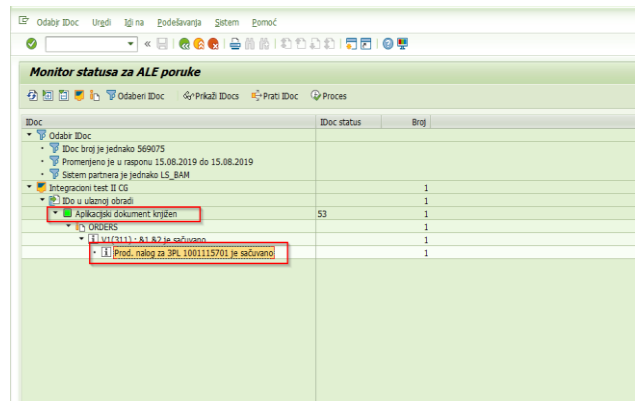 Odabir IDoc Uredi Idi na Podešavanja Sistem Pomoć
Monitor statusa za ALE poruke
Odaberi IDoc Prikaži IDocs Prati IDoc Proces
IDoc IDoc status Broj
Odabir IDoc
IDoc broj je jednako 569075
Promenjeno je u rasponu 15.08.2019 do 15.08.2019
Sistem partnera je jednako LS_BAM
Integracioni test II CG 1
IDo u ulaznoj obradi 1
Aplikacijski dokument knjižen 53 1
ORDERS 1
V1(311) : &1 &2 je sačuvano 1
Prod. nalog za 3PL 1001115701 je sačuvano 1